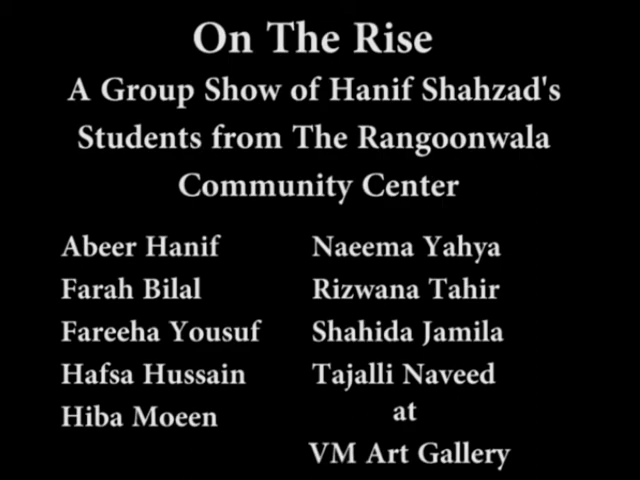 On The Rise
A Group Show of Hanif Shahzad's
Students from The Rangoonwala
Community Center
Abeer Hanif
Farah Bilal
Fareeha Yousuf
Hafsa Hussain
Hiba Moeen
Naeema Yahya
Rizwana Tahir
Shahida Jamila
Tajalli Naveed
at
VM Art Gallery